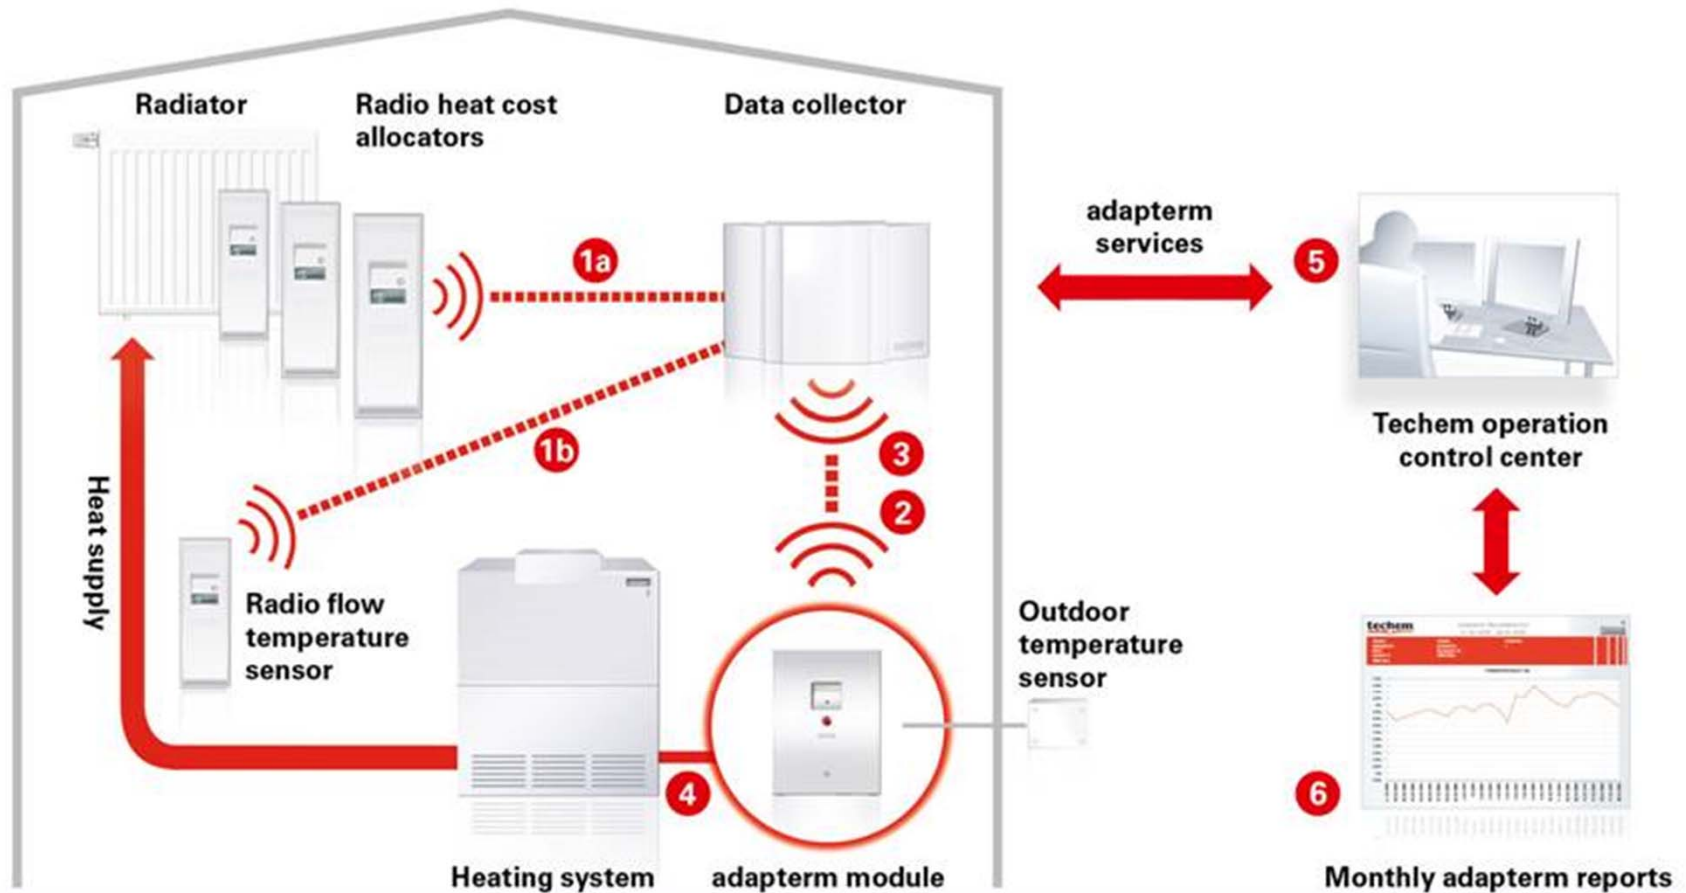 Radiator
Radio heat cost
allocators
Data collector
adapterm
services
1a
5
1b
3
2
Techem operation
control center
Heat supply
Radio flow
temperature
sensor
Outdoor
temperature
sensor
techem
4
6
Heating system
adapterm module
Monthly adapterm reports